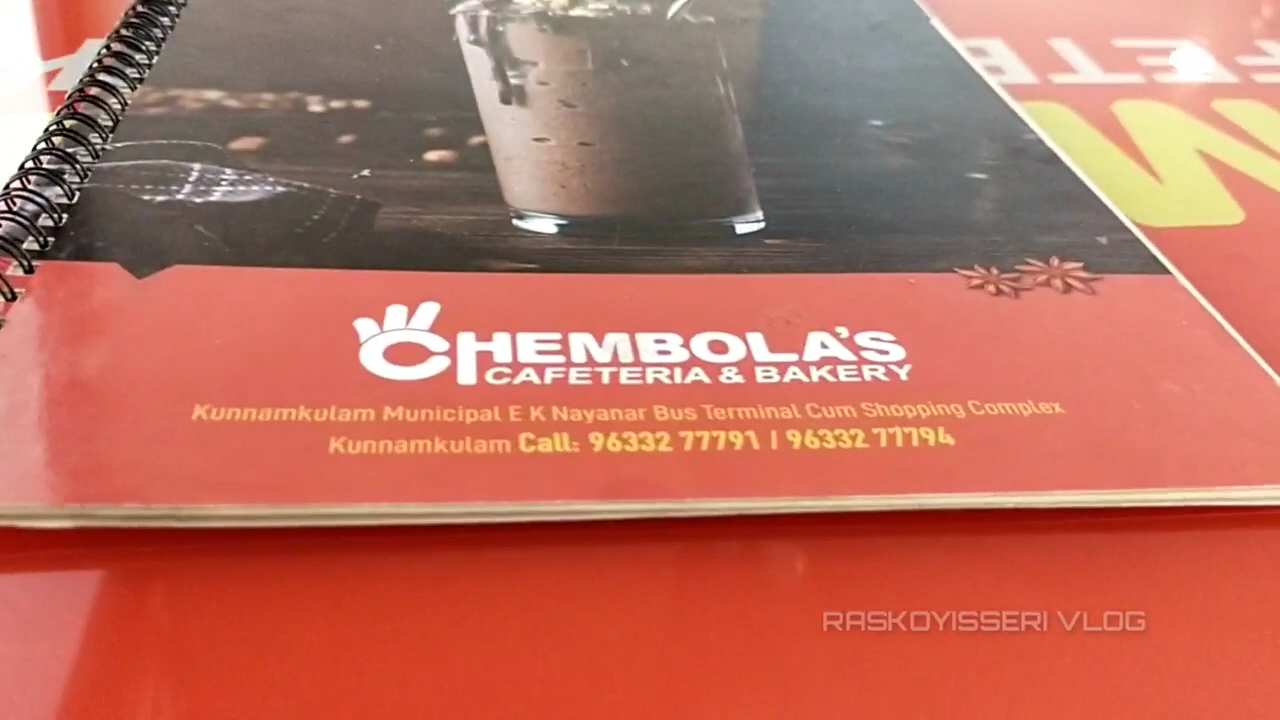 CHEMBOLA'S
CAFETERIA & BAKERY
Kunnamkulam Municipal E K Nayanar Bus Terminal Cum Shopping Complex
Kunnamkulam Call: 96332 77791 | 96332 77794
RASKOYISSERI VLOG